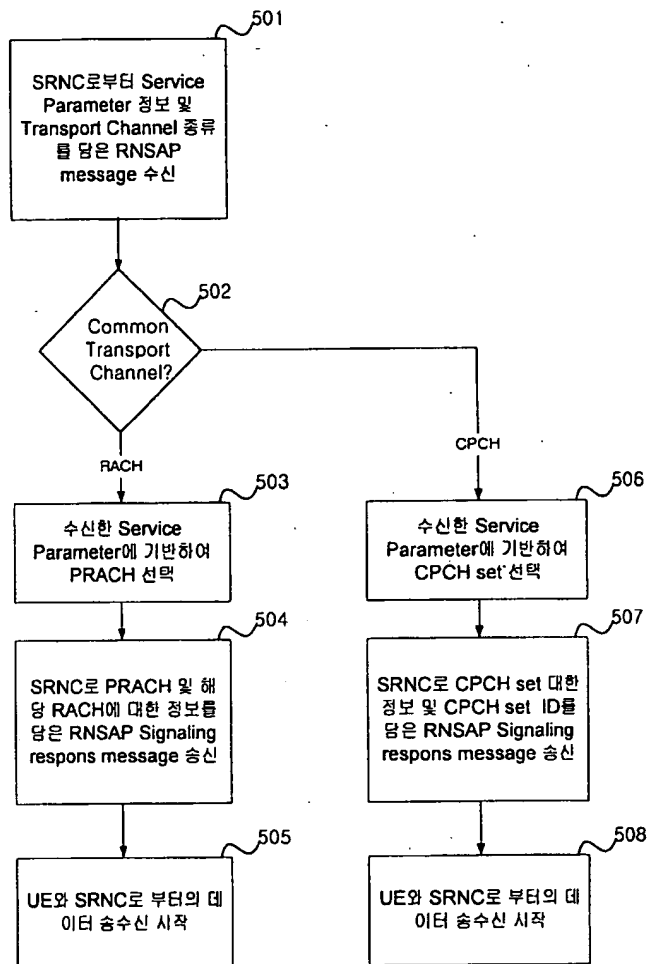 501
SRNC로부터 Service
Parameter 정보 및
Transport Channel 종류
를 담은 RNSAP
message 수신
502
Common
Transport
Channel?
RACH
CPCH
503
수신한 Service
Parameter에 기반하여
PRACH 선택
506
수신한 Service
Parameter에 기반하여
CPCH set 선택
504
SRNC로 PRACH 및 해
당 RACH에 대한 정보를
담은 RNSAP Signaling
respons message 송신
507
SRNC로 CPCH set 대한
정보 및 CPCH set ID를
담은 RNSAP Signaling
respons message 송신
505
UE와 SRNC로 부터의 데
이터 송수신 시작
508
UE와 SRNC로 부터의 데
이터 송수신 시작